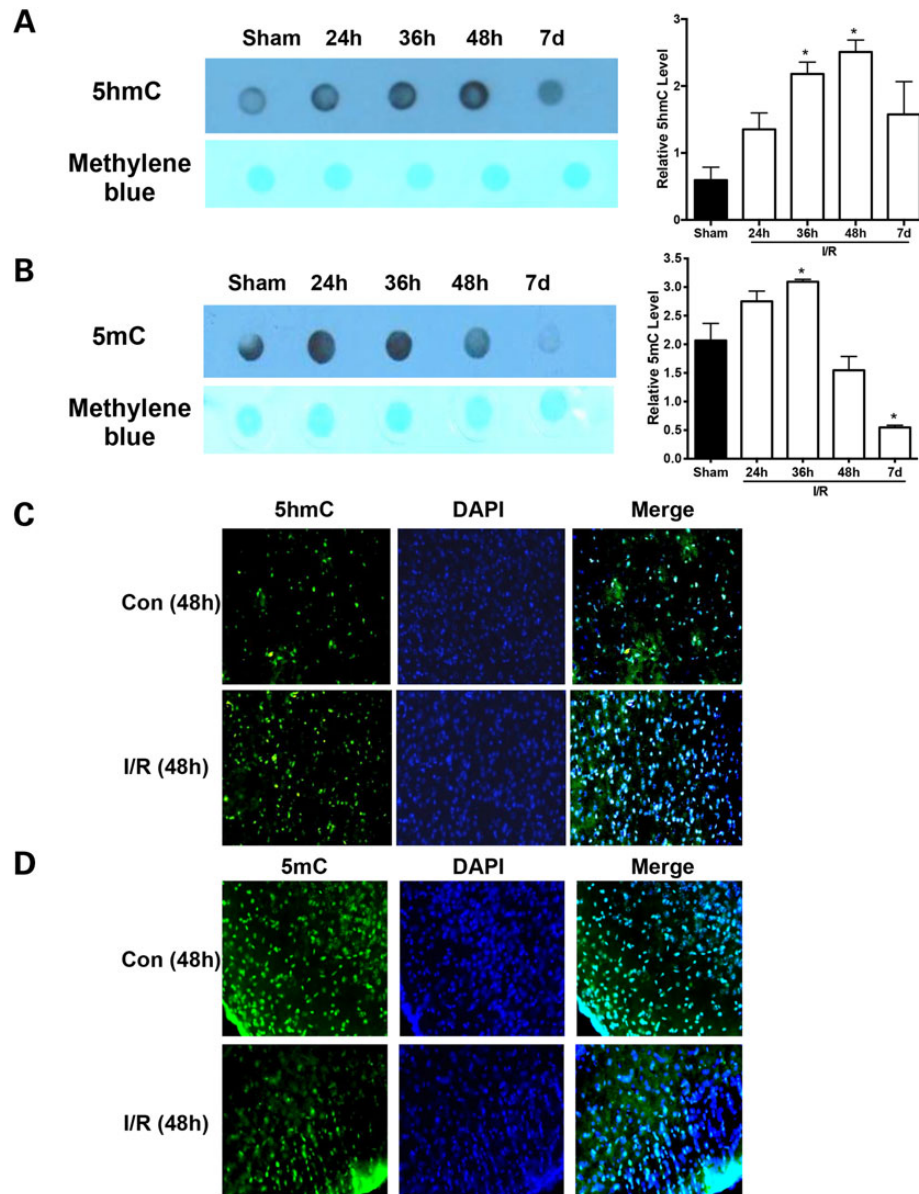 A
Sham 24h 36h 48h 7d
5hmC
Methylene
blue
Relative 5hmC Level
3
2
1
0
* *
Sham 24h 36h 48h 7d
I/R
B
Sham 24h 36h 48h 7d
5mC
Methylene
blue
Relative 5mC Level
3.5
3.0
2.5
2.0
1.5
1.0
0.5
0.0
* *
Sham 24h 36h 48h 7d
I/R
C
5hmC DAPI Merge
Con (48h)
I/R (48h)
D
5mC DAPI Merge
Con (48h)
I/R (48h)